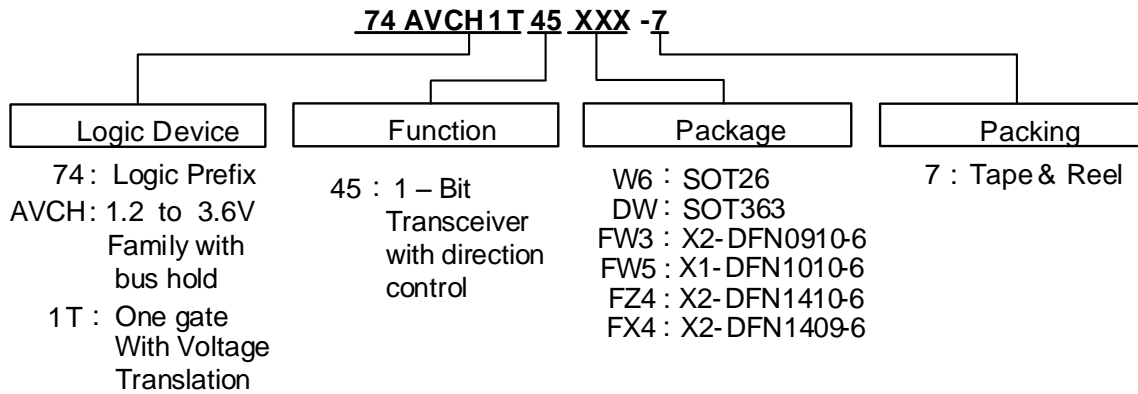 74 AVCH1T 45 XXX -7
Logic Device
74 : Logic Prefix
AVCH : 1.2 to 3.6V
Family with
bus hold
1T : One gate
With Voltage
Translation
Function
45 : 1 – Bit
Transceiver
with direction
control
Package
W6 : SOT26
DW : SOT363
FW3 : X2-DFN0910-6
FW5 : X1-DFN1010-6
FZ4 : X2-DFN1410-6
FX4 : X2-DFN1409-6
Packing
7 : Tape & Reel